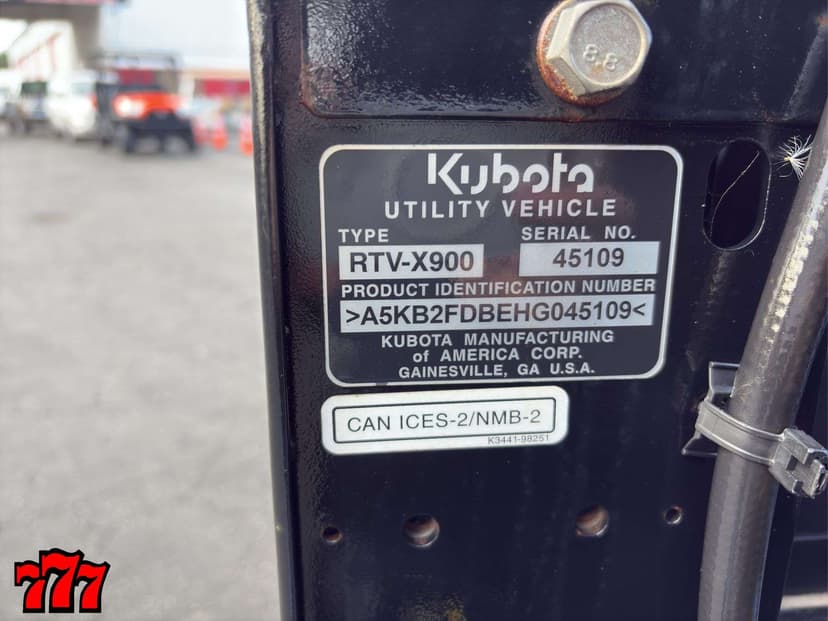 8.8
Kubota
UTILITY VEHICLE
TYPE SERIAL NO.
RTV-X900 45109
PRODUCT IDENTIFICATION NUMBER
>A5KB2FDBEHG045109<
KUBOTA MANUFACTURING
of AMERICA CORP.
GAINESVILLE, GA U.S.A.
CAN ICES-2/NMB-2
K3441-98251
777